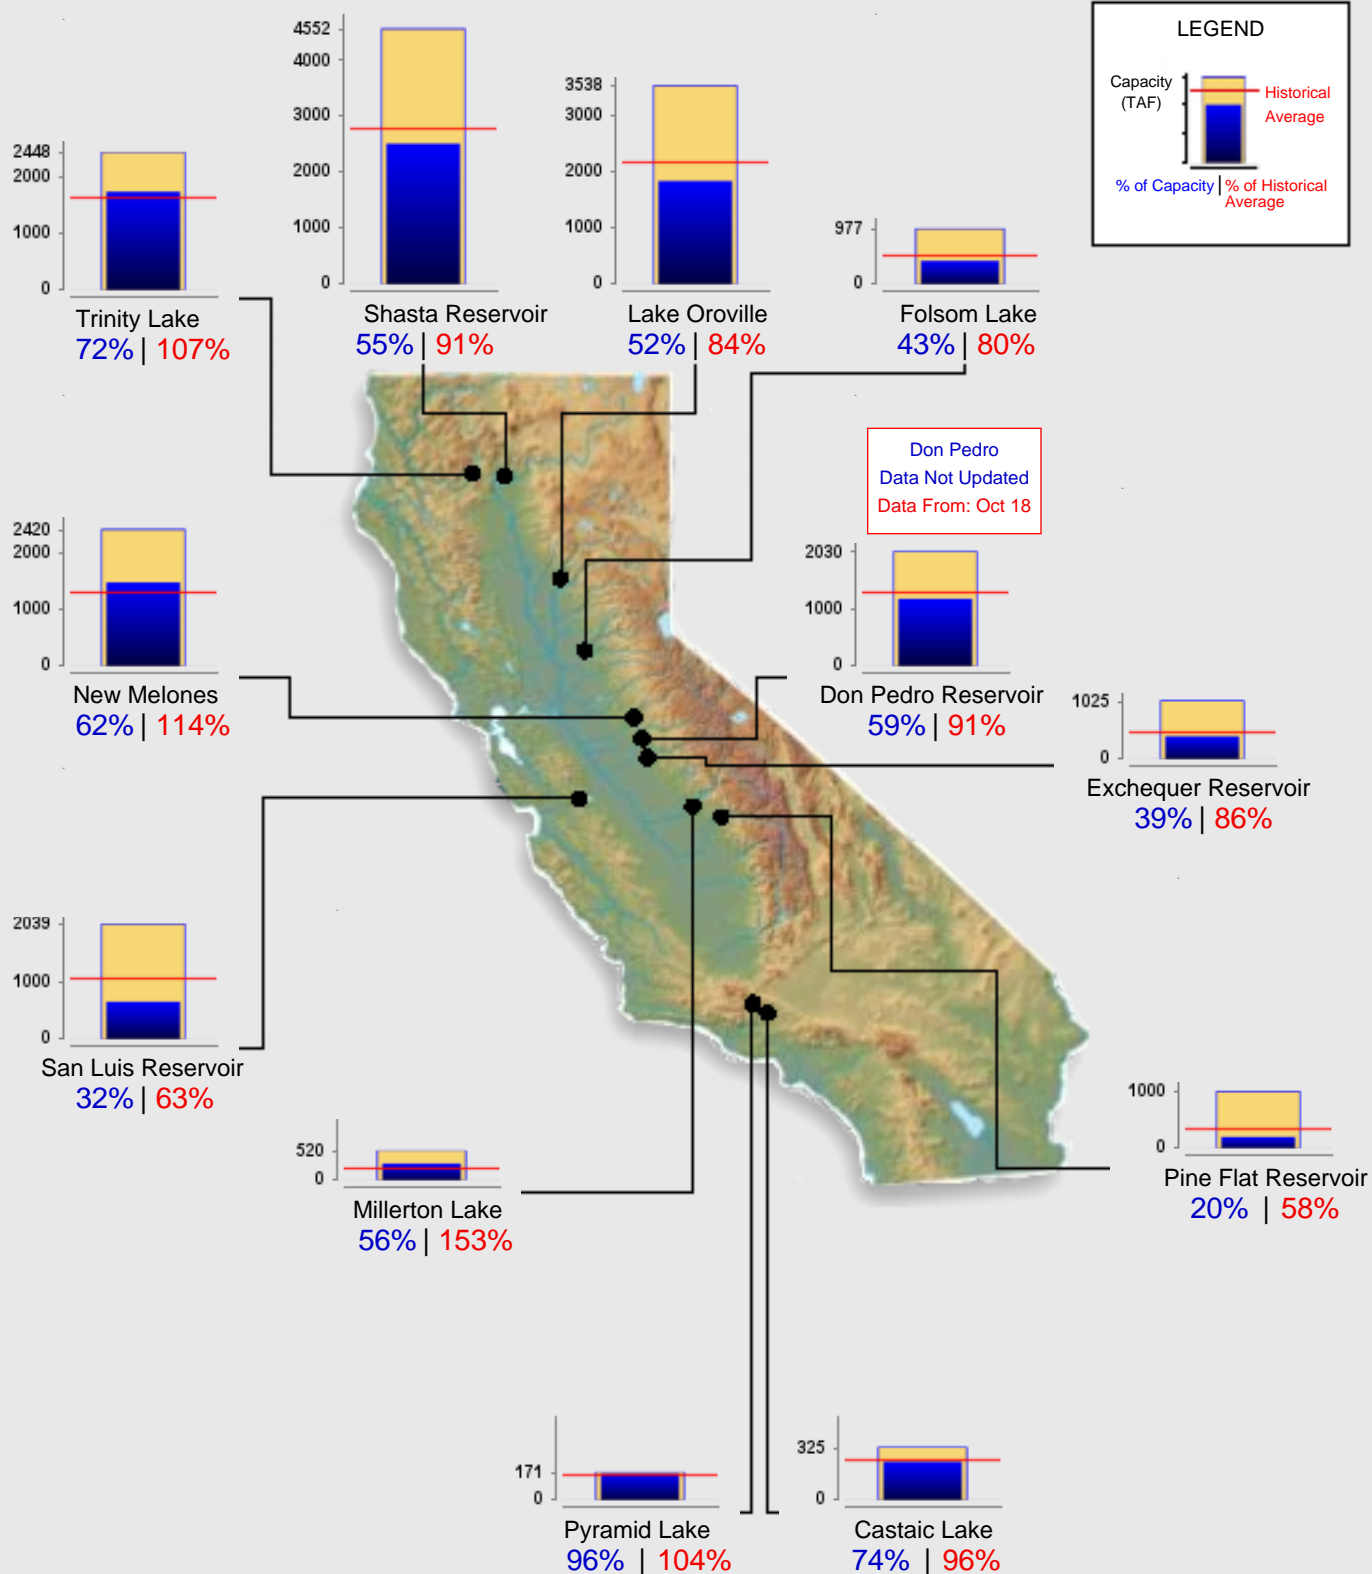 LEGEND
Capacity
(TAF)
Historical
Average
% of Capacity | % of Historical
Average
4552
4000
3000
2000
1000
0
Shasta Reservoir
55% | 91%
3538
3000
2000
1000
0
Lake Oroville
52% | 84%
2448
2000
1000
0
Trinity Lake
72% | 107%
977
0
Folsom Lake
43% | 80%
Don Pedro
Data Not Updated
Data From: Oct 18
2420
2000
1000
0
New Melones
62% | 114%
2030
1000
0
Don Pedro Reservoir
59% | 91%
1025
0
Exchequer Reservoir
39% | 86%
2039
1000
0
San Luis Reservoir
32% | 63%
520
0
Millerton Lake
56% | 153%
1000
0
Pine Flat Reservoir
20% | 58%
171
0
Pyramid Lake
96% | 104%
325
0
Castaic Lake
74% | 96%